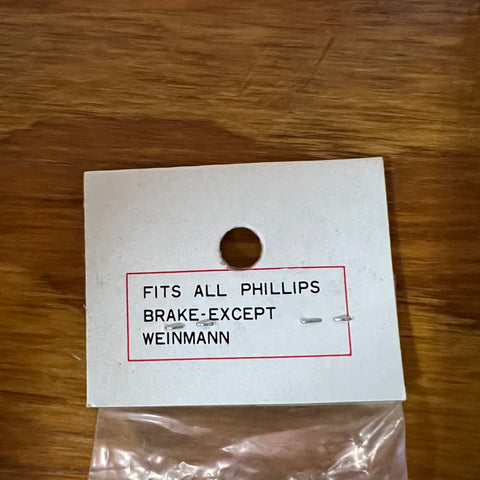 FITS ALL PHILLIPS
BRAKE-EXCEPT
WEINMANN